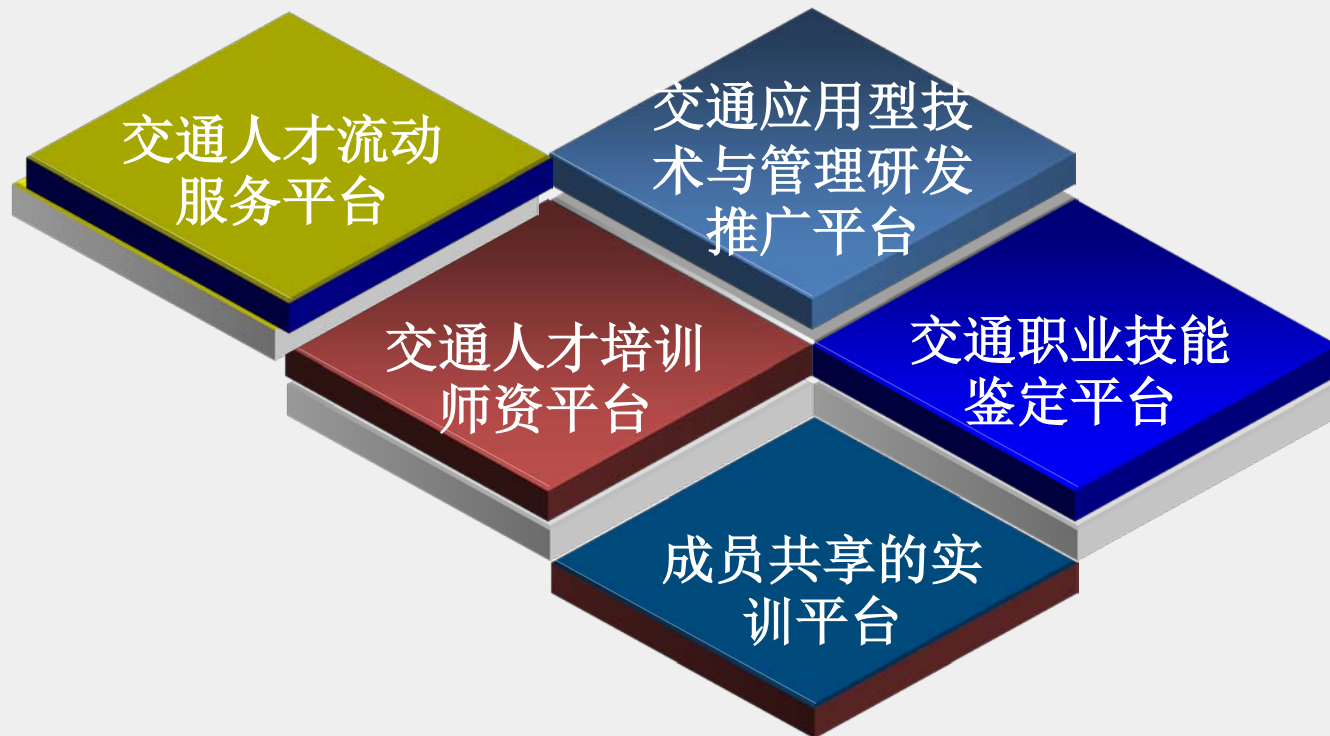 交通人才流动
服务平台
交通应用型技
术与管理研发
推广平台
交通人才培训
师资平台
交通职业技能
鉴定平台
成员共享的实
训平台